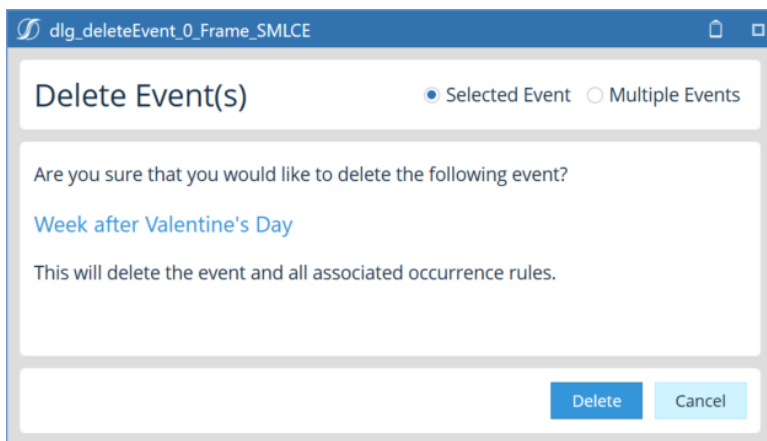 dlg_deleteEvent_0_Frame_SMLCE
Delete Event(s) Selected Event Multiple Events
Are you sure that you would like to delete the following event?
Week after Valentine's Day
This will delete the event and all associated occurrence rules.
Delete Cancel